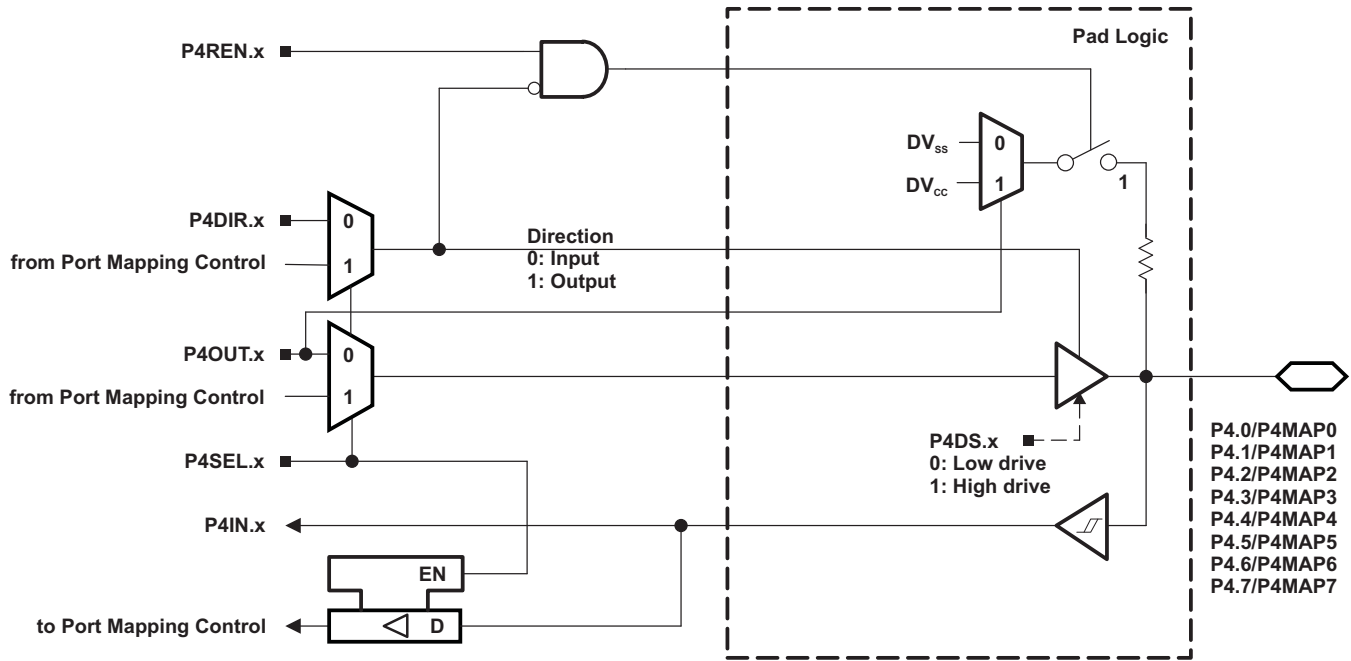 P4REN.x
Pad Logic
DVss
0
DVcc
1
1
P4DIR.x
0
from Port Mapping Control
1
Direction
0: Input
1: Output
P4OUT.x
0
from Port Mapping Control
1
P4SEL.x
P4DS.x
0: Low drive
1: High drive
P4.0/P4MAP0
P4.1/P4MAP1
P4.2/P4MAP2
P4.3/P4MAP3
P4.4/P4MAP4
P4.5/P4MAP5
P4.6/P4MAP6
P4.7/P4MAP7
P4IN.x
EN
to Port Mapping Control
D